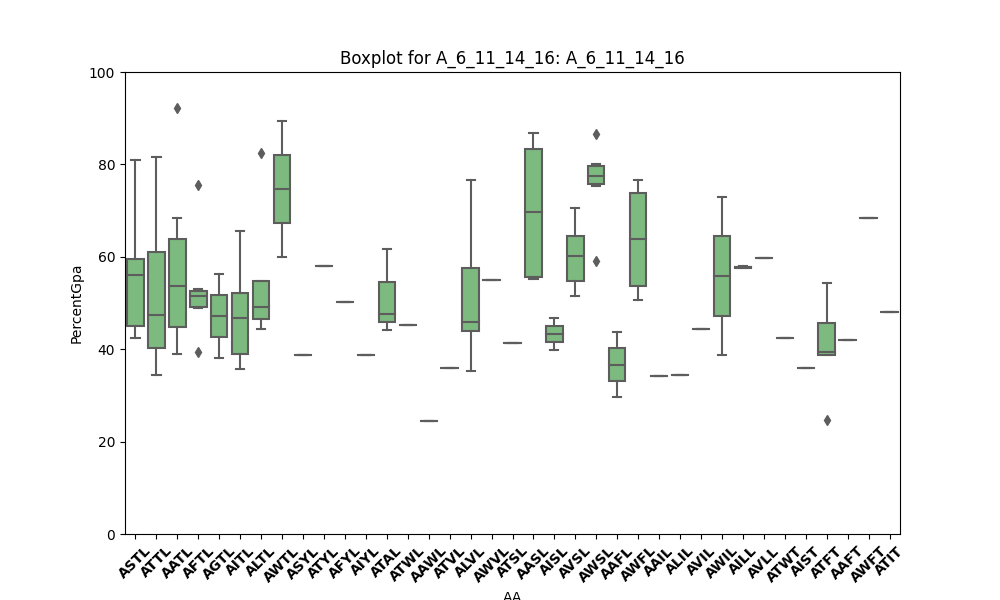 Boxplot for A_6_11_14_16: A_6_11_14_16
PercentGpa
100
80
60
40
20
0
ASTL ATTL AATL AFTL AGTL AITL ALTL AWTL ASYL ATYL AFYL AIYL ATAL ATWL AAWL ATVL ALVL AWVL ATSL AASL AISL AVSL AWSL AAFL AWFL AAIL ALIL AVIL AWIL AILL AVLL ATWT AIST ATFT AAFT AWFT ATIT
AA